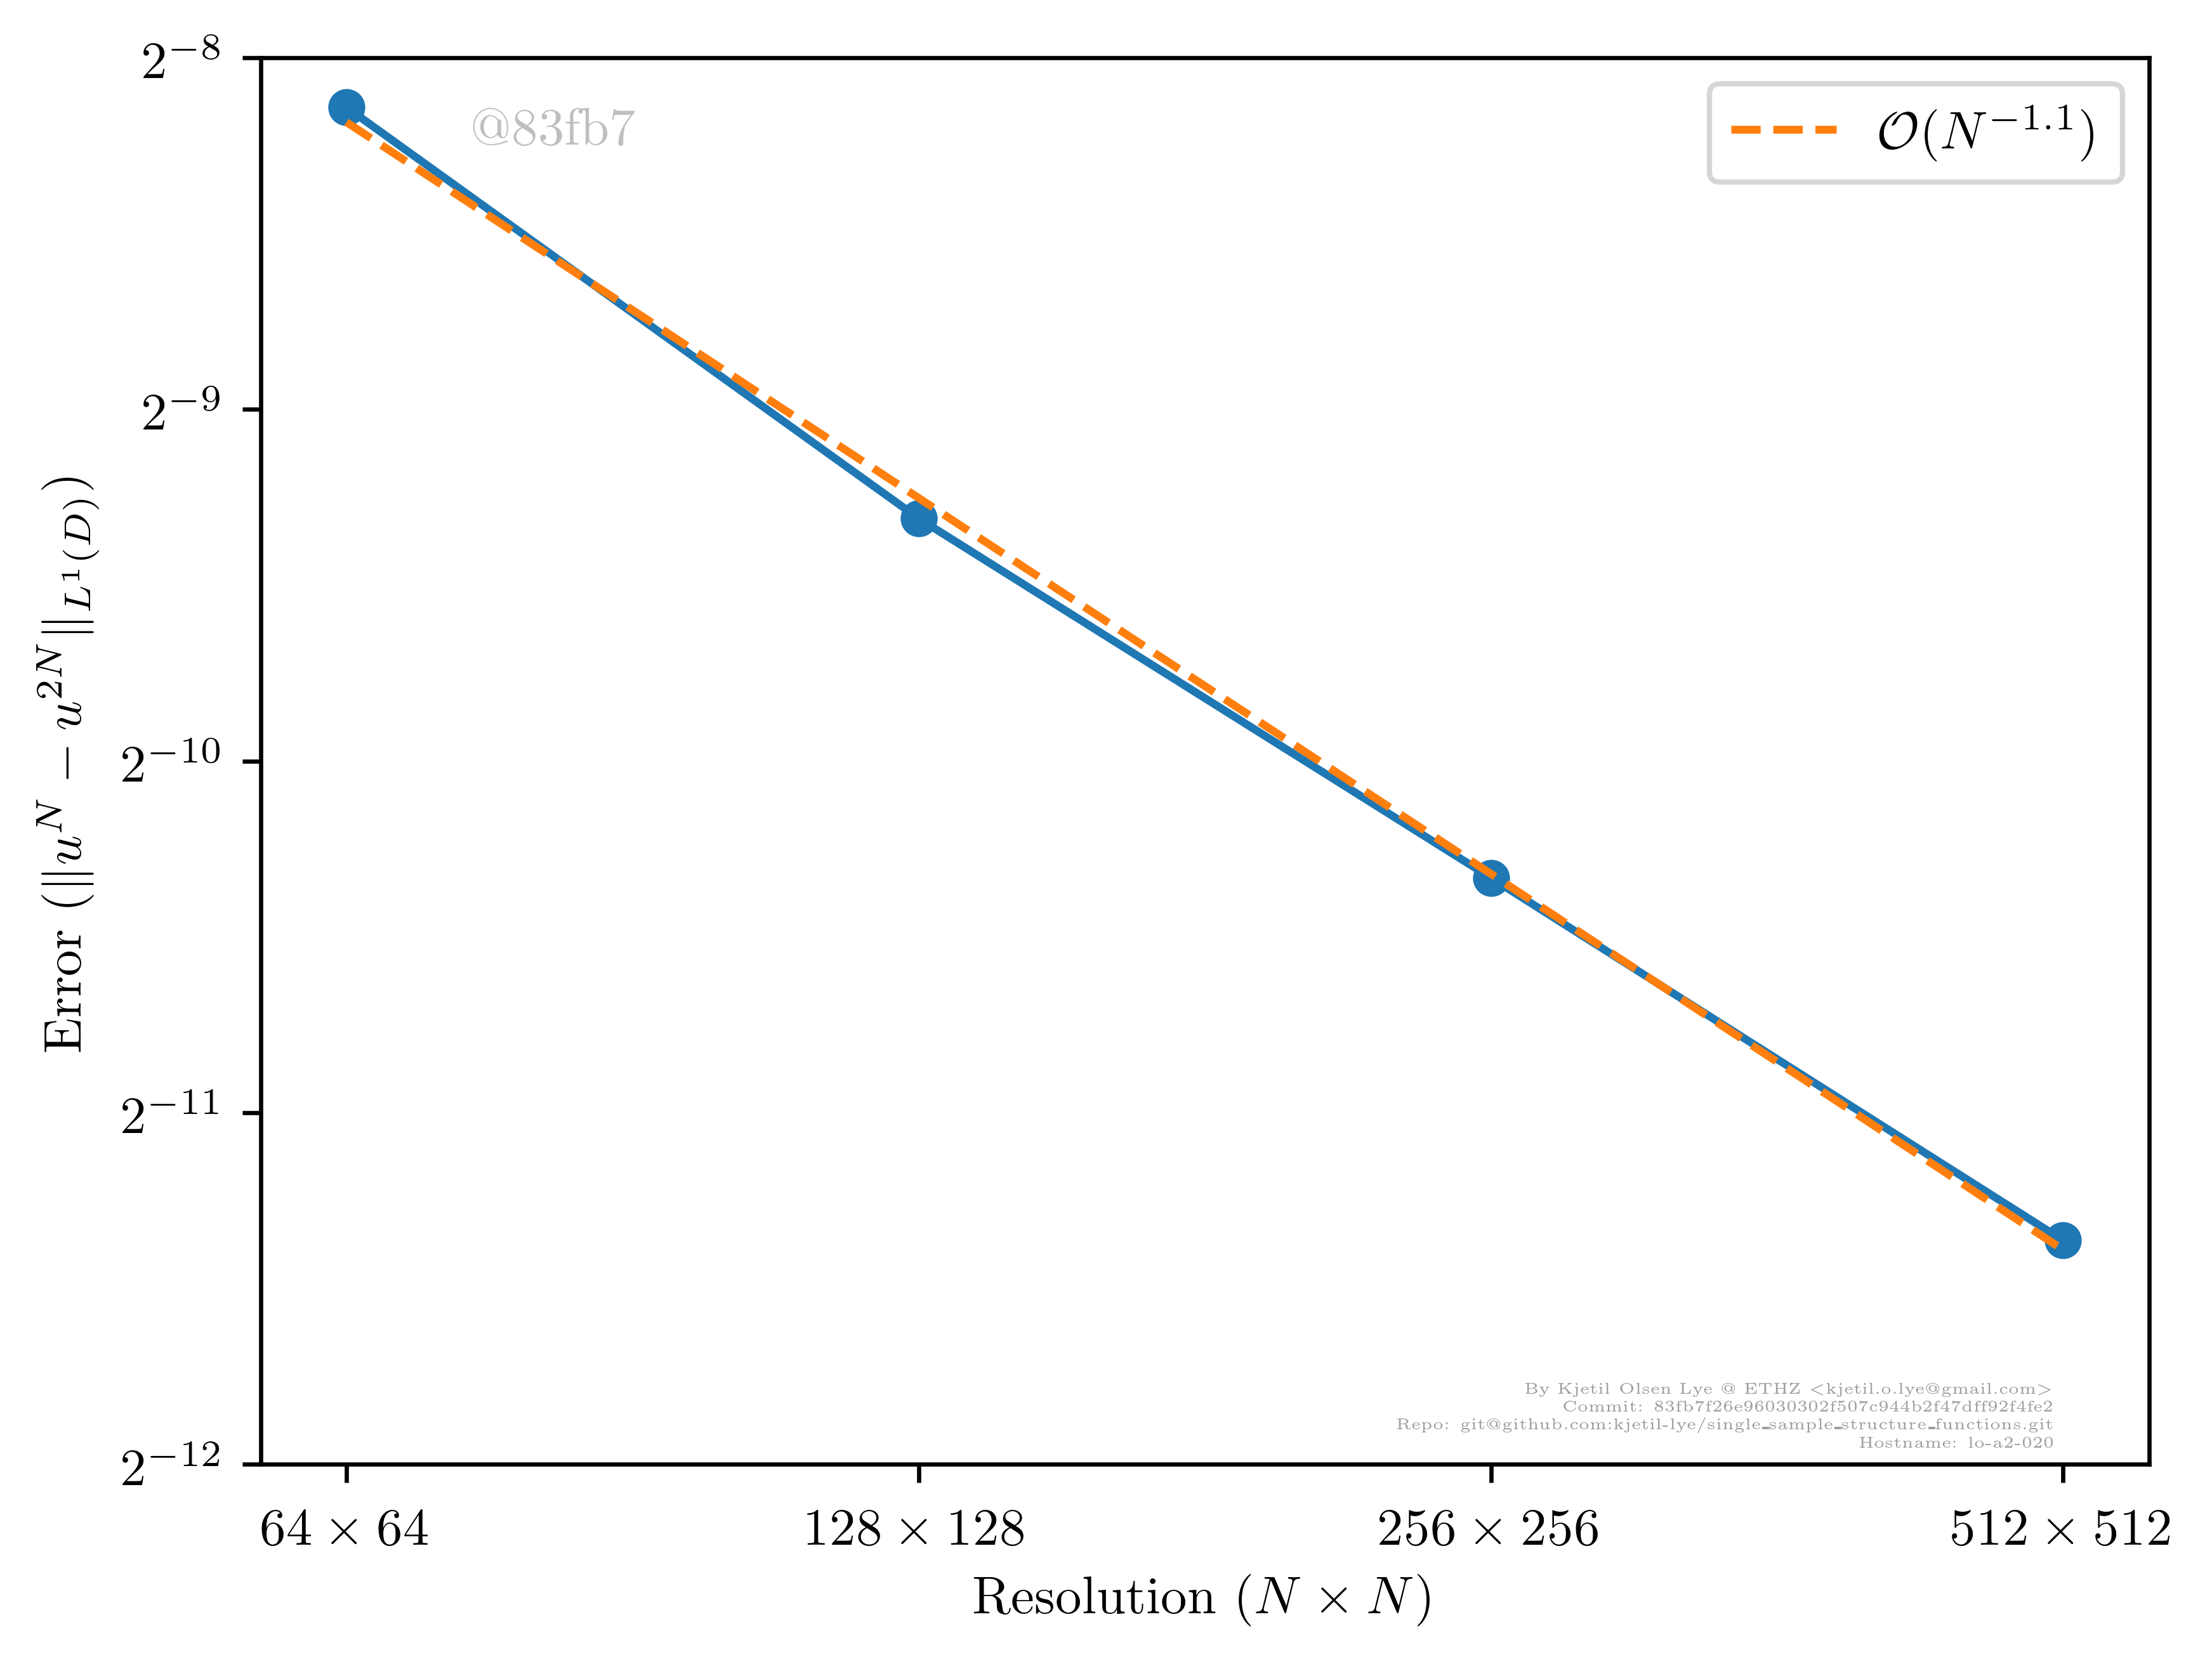 2^{-8}
@83fb7
\mathcal{O}(N^{-1.1})
2^{-9}
2^{-10}
2^{-11}
2^{-12}
Error (||u^N − u^{2N}||_{L^1(D)})
By Kjetil Olsen Lye @ ETHZ <kjetil.o.lye@gmail.com>
Commit: 83fb7f26e96030302f507c944b2f47dff92f4fe2
Repo: git@github.com:kjetil-lye/single_sample_structure_functions.git
Hostname: lo-a2-020
64 × 64
128 × 128
256 × 256
512 × 512
Resolution (N × N)